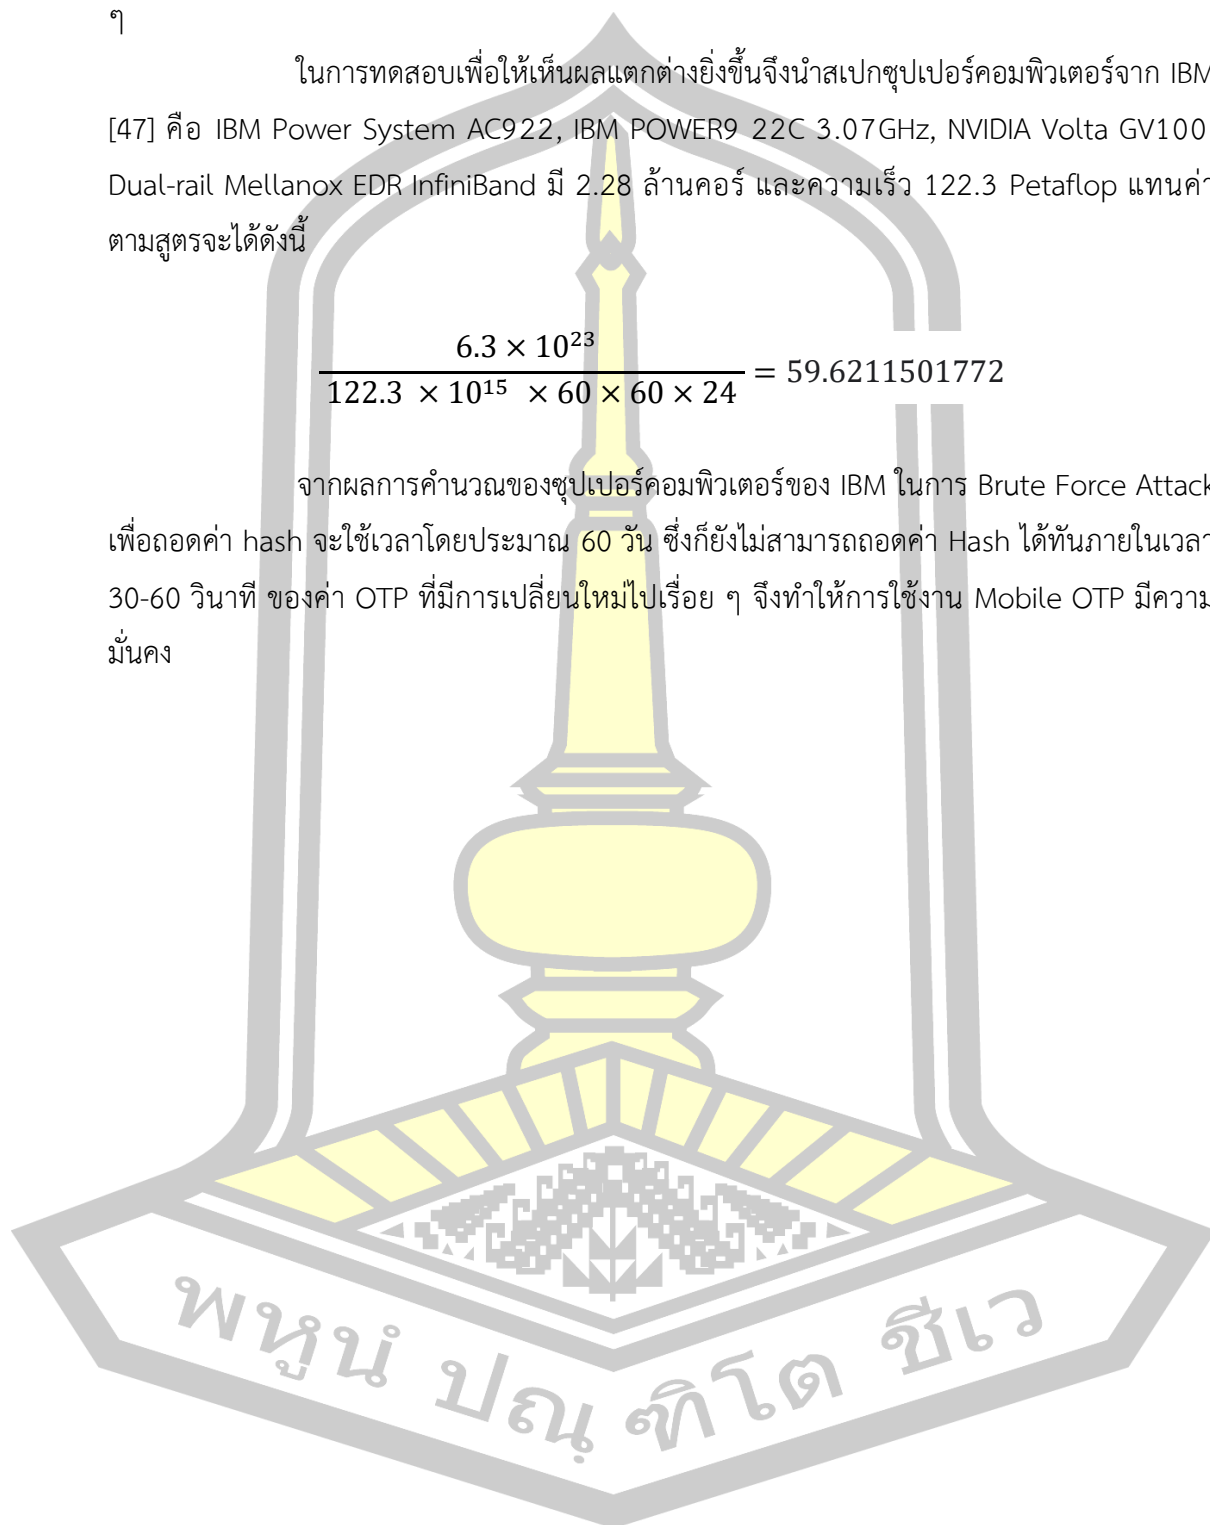 ๆ
ในการทดสอบเพื่อให้เห็นผลแตกต่างยิ่งขึ้นจึงนำสเปกซุปเปอร์คอมพิวเตอร์จาก IBM
[47] คือ IBM Power System AC922, IBM POWER9 22C 3.07GHz, NVIDIA Volta GV100
Dual-rail Mellanox EDR InfiniBand มี 2.28 ล้านคอร์ และความเร็ว 122.3 Petaflop แทนค่า
ตามสูตรจะได้ดังนี้
6.3 × 10²³
122.3 × 10¹⁵ × 60 × 60 × 24 = 59.6211501772
จากผลการคำนวณของซุปเปอร์คอมพิวเตอร์ของ IBM ในการ Brute Force Attack
เพื่อถอดค่า hash จะใช้เวลาโดยประมาณ 60 วัน ซึ่งก็ยังไม่สามารถถอดค่า Hash ได้ทันภายในเวลา
30-60 วินาที ของค่า OTP ที่มีการเปลี่ยนใหม่ไปเรื่อย ๆ จึงทำให้การใช้งาน Mobile OTP มีความ
มั่นคง
พหูนํ ปณฺ ฑิโต ชีเว